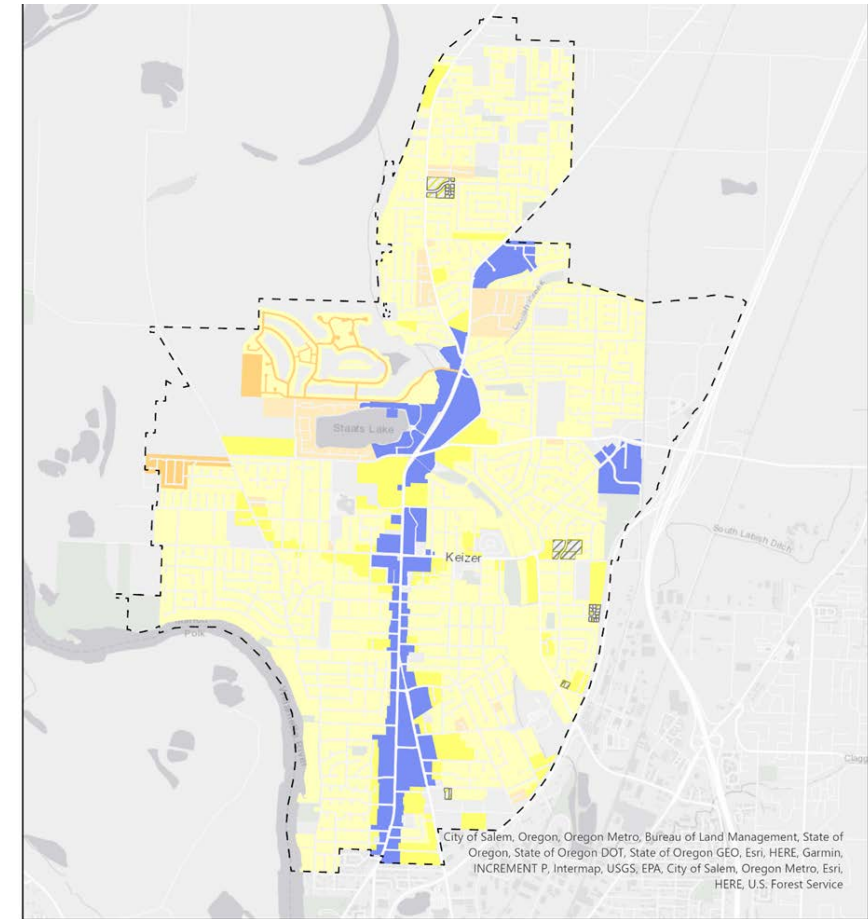 Staats Lake
Keizer
South Labish Ditch
Polk
Clagg
City of Salem, Oregon, Oregon Metro, Bureau of Land Management, State of
Oregon, State of Oregon DOT, State of Oregon GEO, Esri, HERE, Garmin,
INCREMENT P, Intermap, USGS, EPA, City of Salem, Oregon Metro, Esri,
HERE, U.S. Forest Service